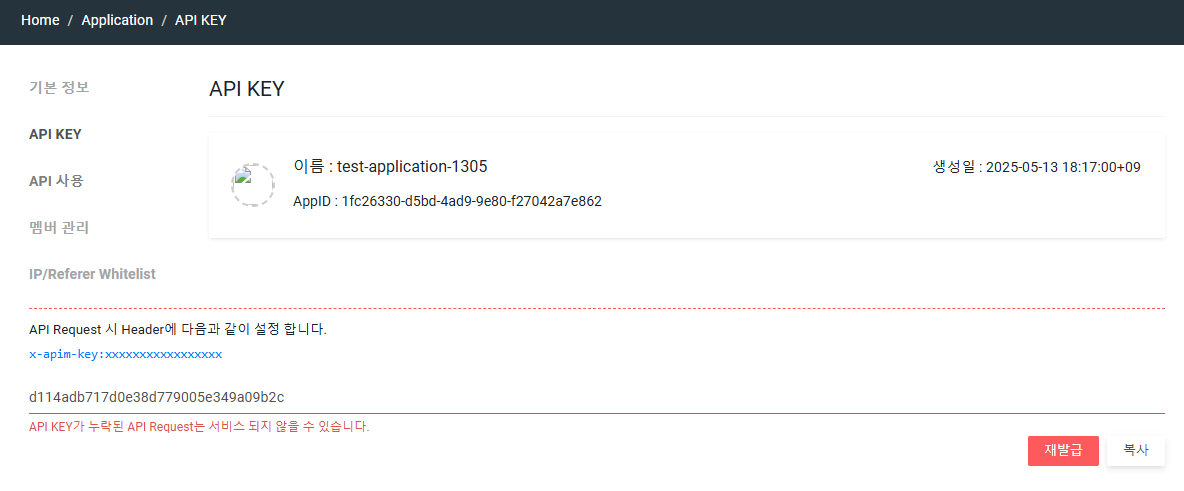 Home / Application / API KEY
기본 정보
API KEY
API 사용
멤버 관리
IP/Referer Whitelist
API KEY
이름 : test-application-1305
생성일 : 2025-05-13 18:17:00+09
AppID : 1fc26330-d5bd-4ad9-9e80-f27042a7e862
API Request 시 Header에 다음과 같이 설정 합니다.
x-apim-key:xxxxxxxxxxxxxxxxx
d114adb717d0e38d779005e349a09b2c
API KEY가 누락된 API Request는 서비스 되지 않을 수 있습니다.
재발급 복사